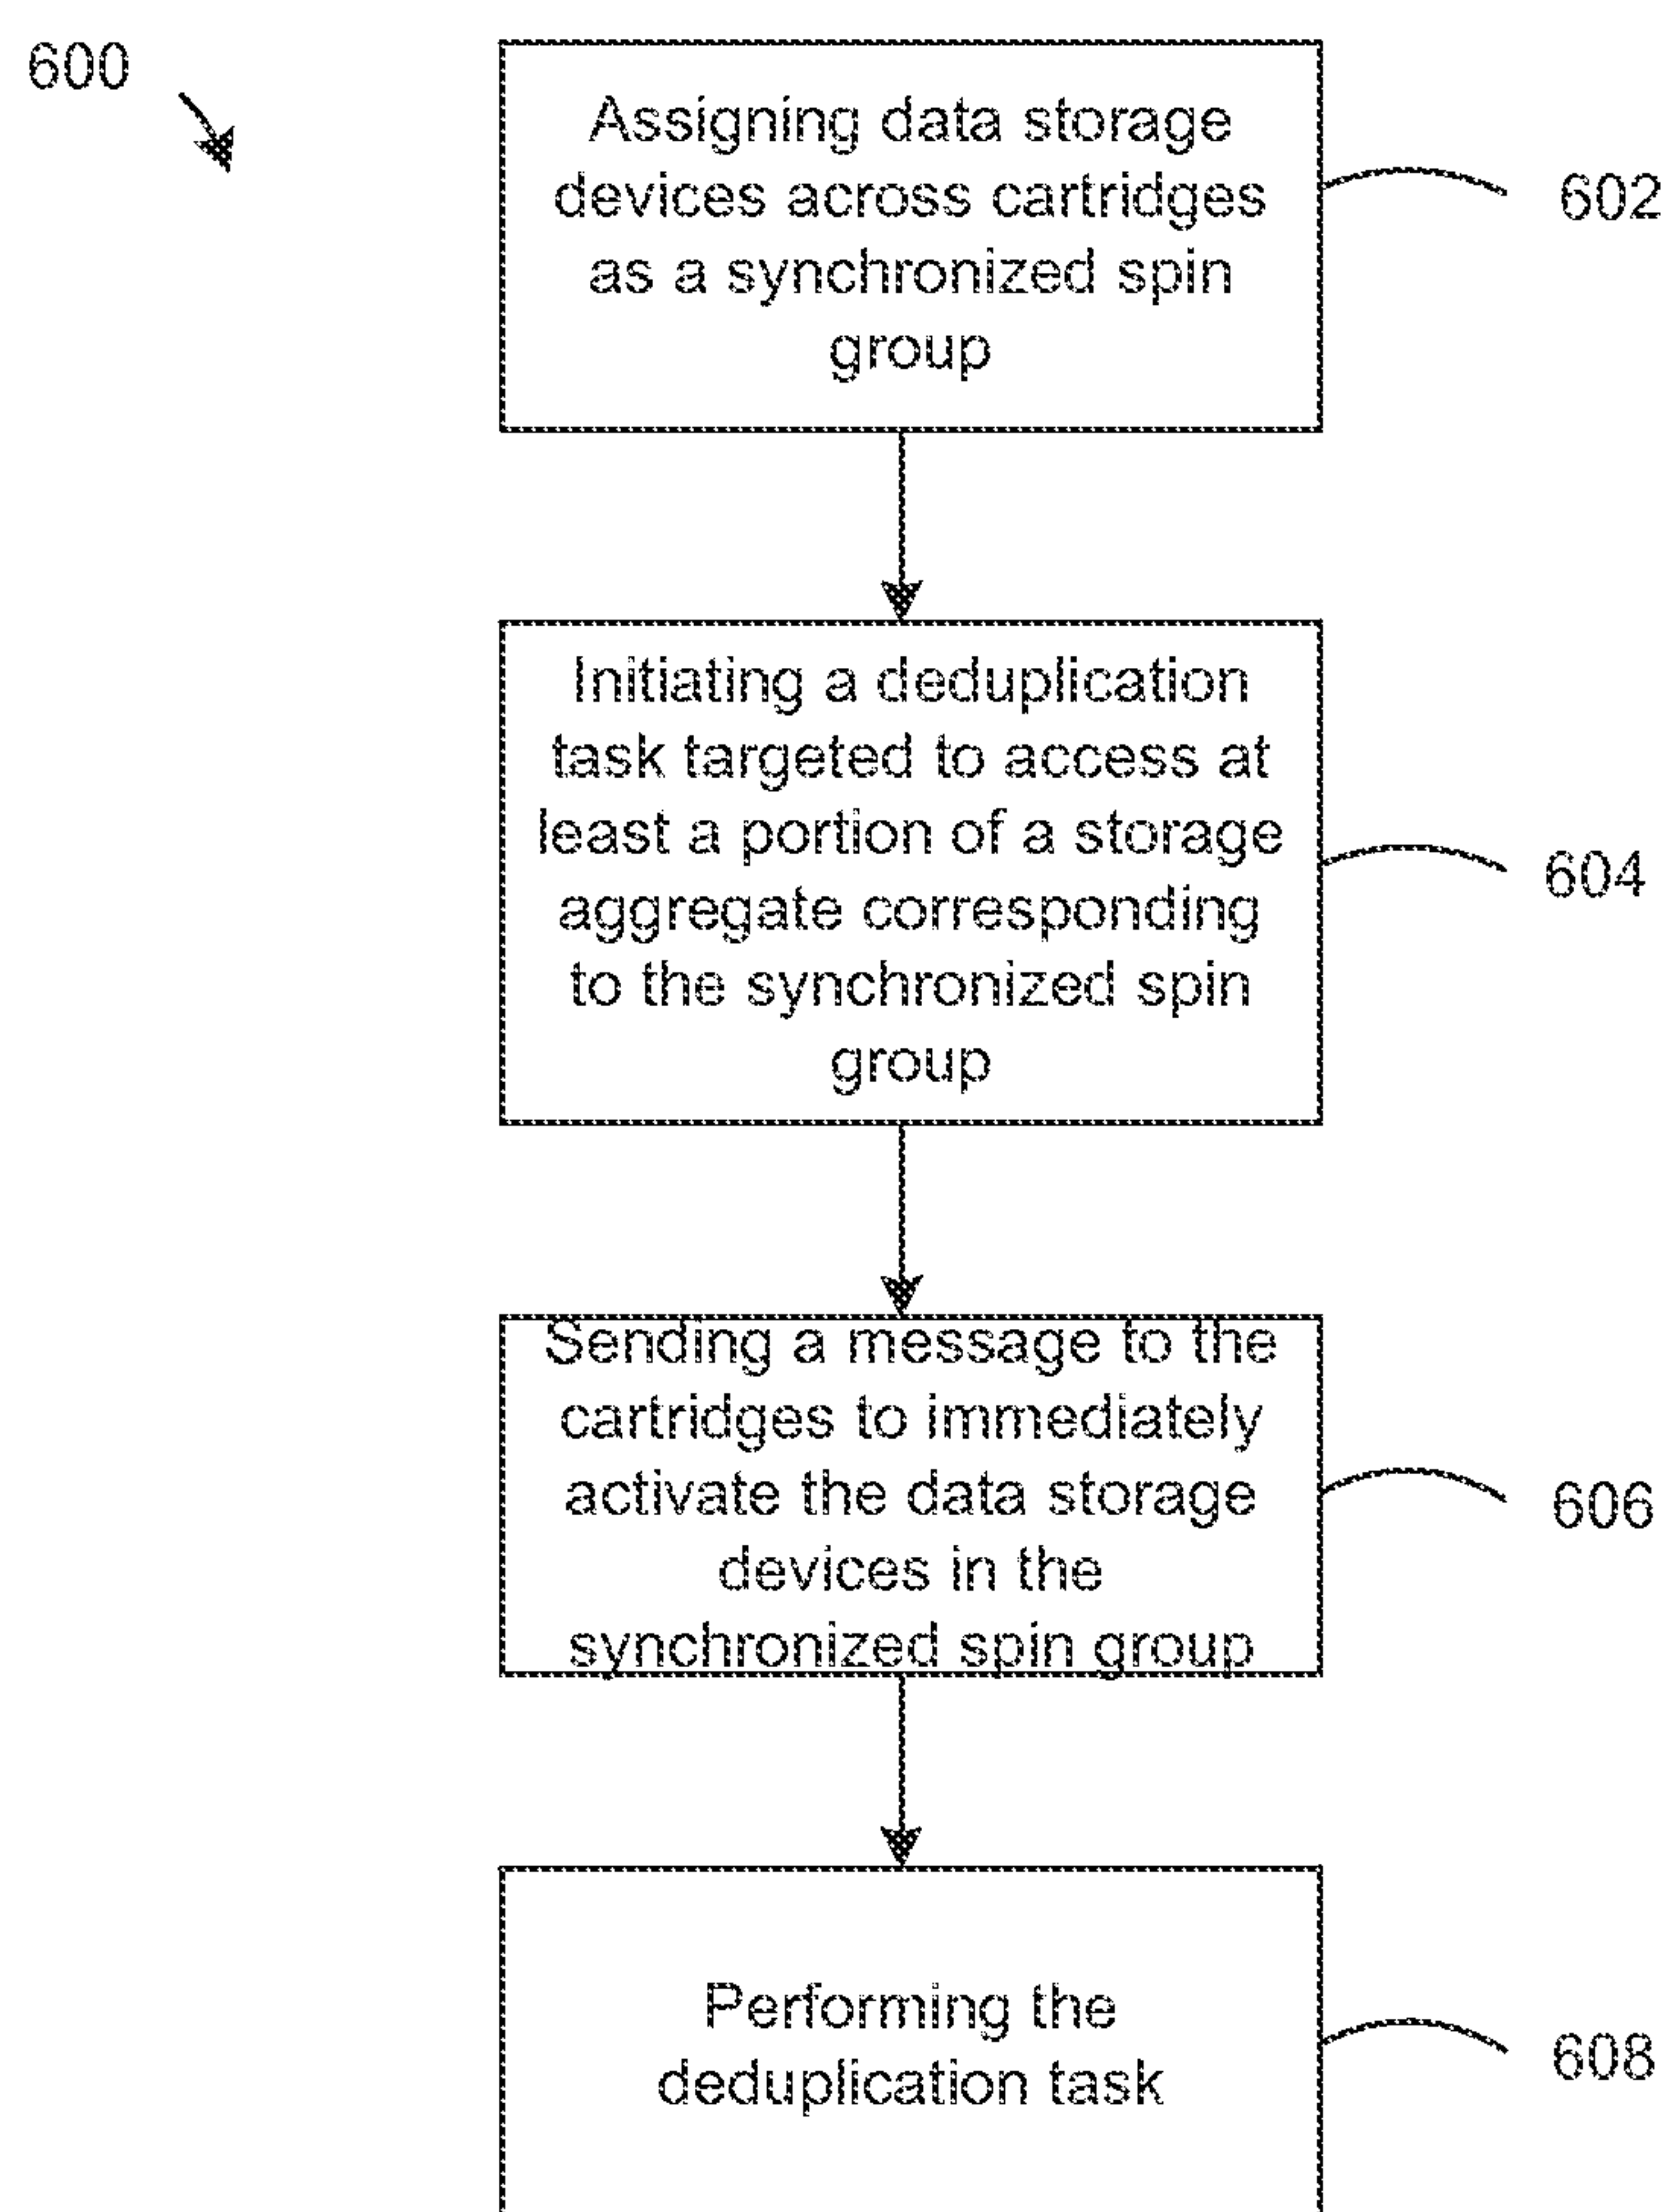 600
Assigning data storage
devices across cartridges
as a synchronized spin
group
602
Initiating a deduplication
task targeted to access at
least a portion of a storage
aggregate corresponding
to the synchronized spin
group
604
Sending a message to the
cartridges to immediately
activate the data storage
devices in the
synchronized spin group
606
Performing the
deduplication task
608